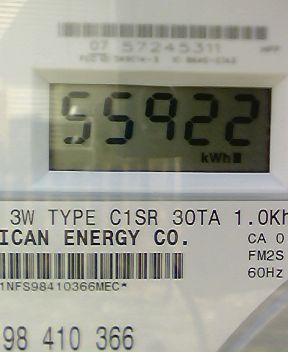 07 57245311
55922
kWh
3W TYPE C1SR 30TA 1.0Kh
ICAN ENERGY CO.
CA 0
FM2S
60Hz
1NFS98410366MEC*
98 410 366